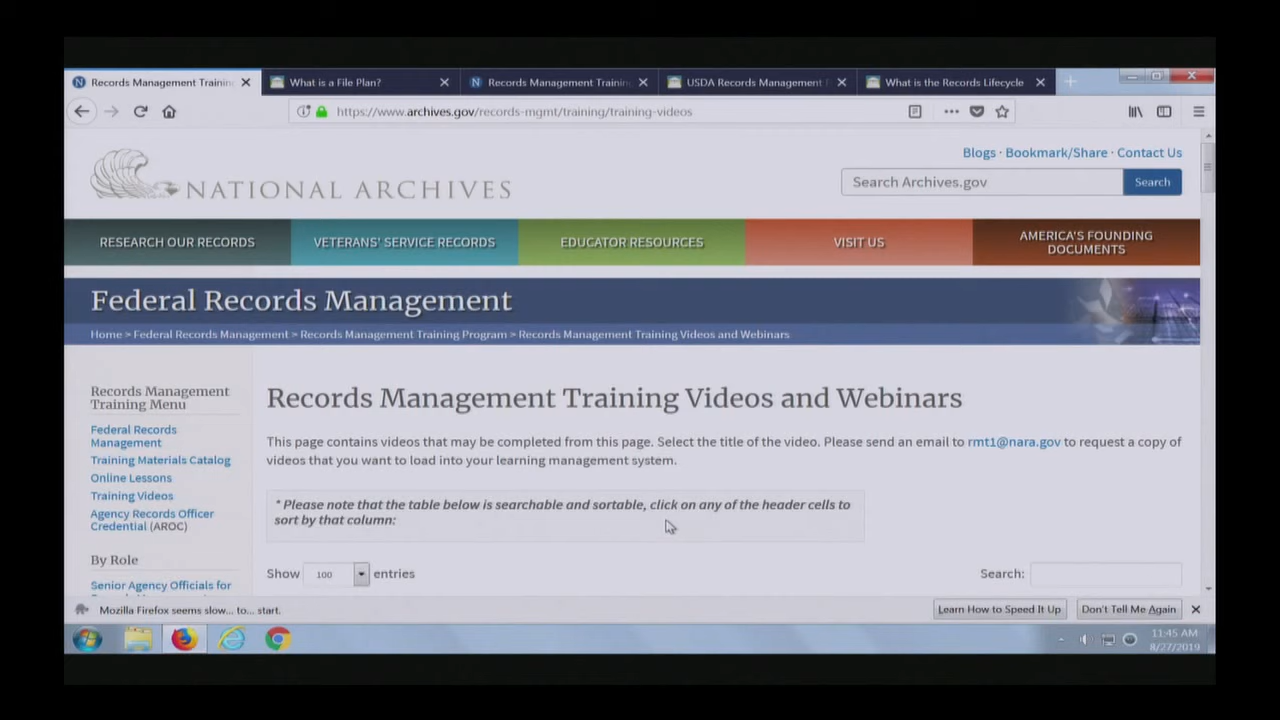 Records Management Trainin
What is a File Plan?
Records Management Trainin
USDA Records Management
What is the Records Lifecycle
https://www.archives.gov/records-mgmt/training/training-videos
Blogs · Bookmark/Share · Contact Us
NATIONAL ARCHIVES
Search Archives.gov
Search
RESEARCH OUR RECORDS
VETERANS' SERVICE RECORDS
EDUCATOR RESOURCES
VISIT US
AMERICA'S FOUNDING
DOCUMENTS
Federal Records Management
Home > Federal Records Management > Records Management Training Program > Records Management Training Videos and Webinars
Records Management
Training Menu
Federal Records
Management
Training Materials Catalog
Online Lessons
Training Videos
Agency Records Officer
Credential (AROC)
By Role
Senior Agency Officials for
Records Management Training Videos and Webinars
This page contains videos that may be completed from this page. Select the title of the video. Please send an email to rmt1@nara.gov to request a copy of
videos that you want to load into your learning management system.
* Please note that the table below is searchable and sortable, click on any of the header cells to
sort by that column:
Show 100 entries
Search:
Mozilla Firefox seems slow... to... start.
Learn How to Speed It Up
Don't Tell Me Again
11:45 AM
8/27/2019